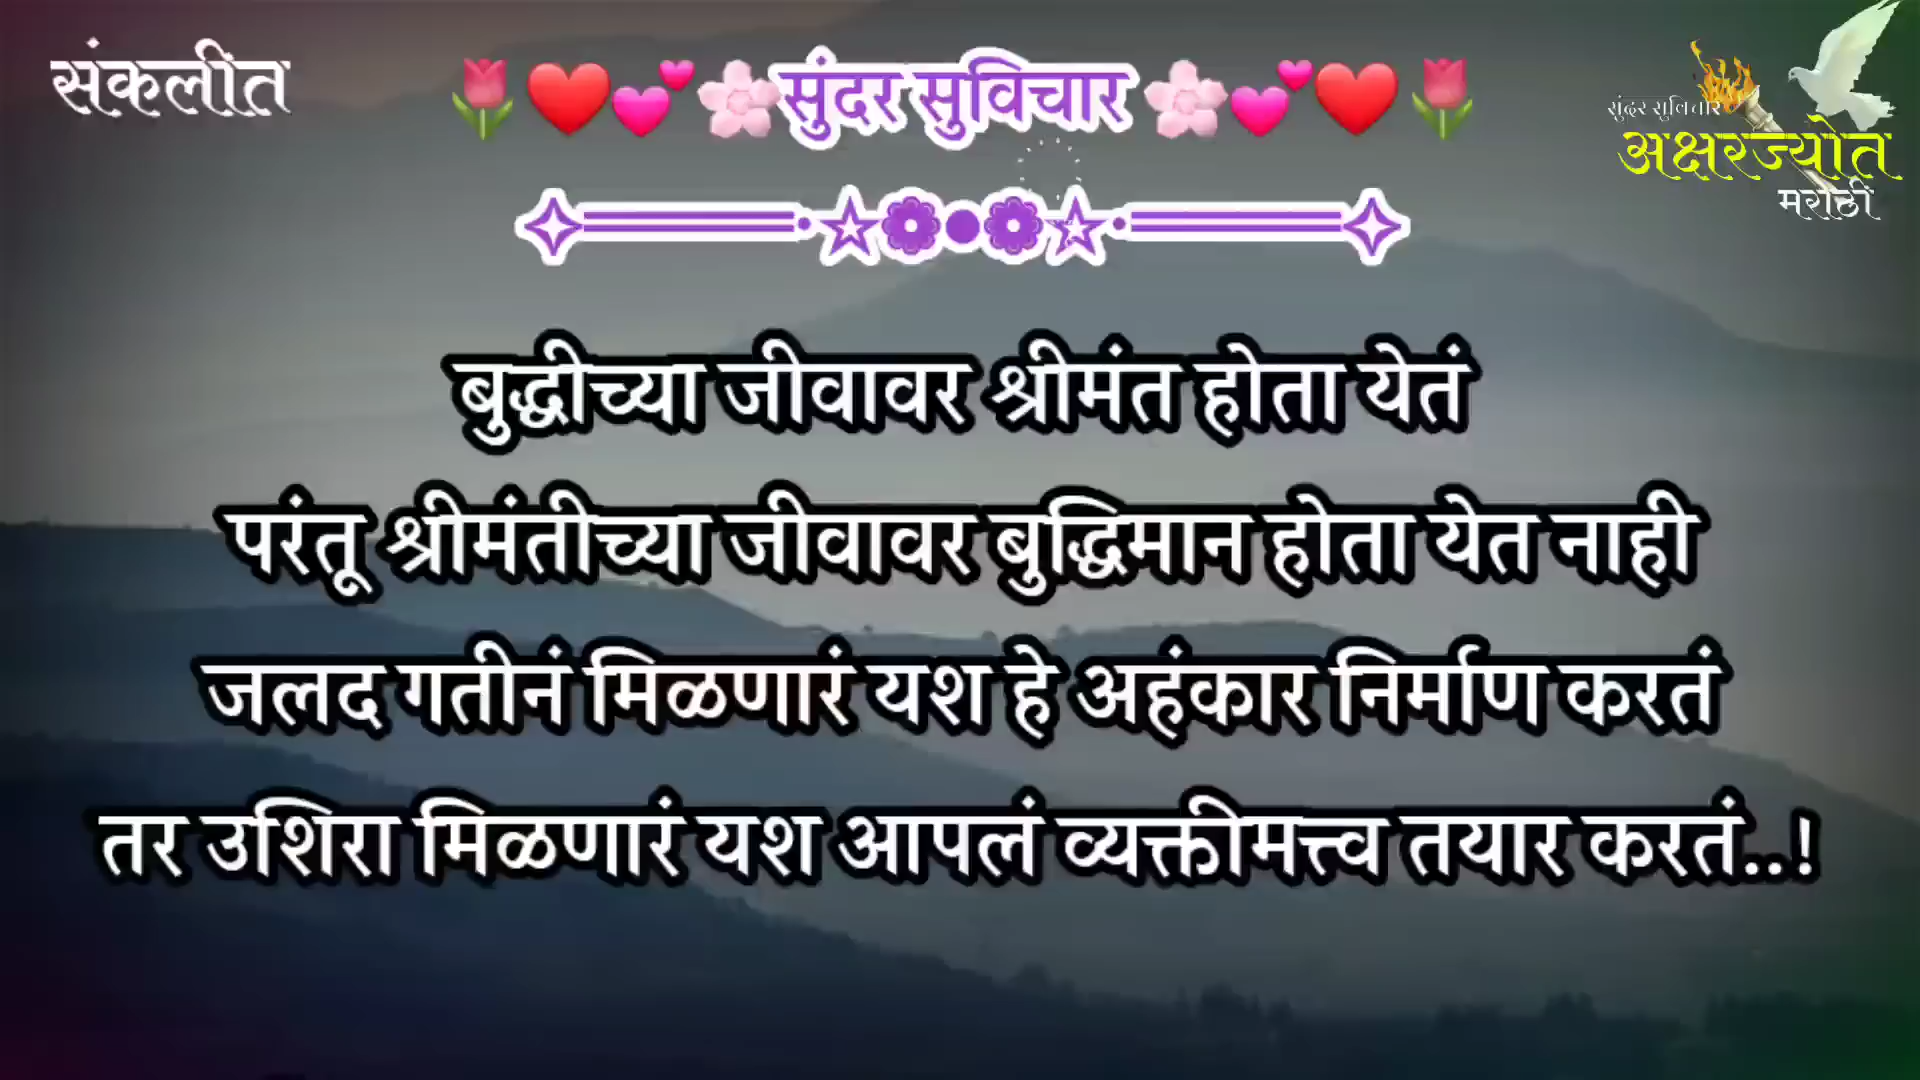 संकलीत
🌷❤️💕🌸सुंदर सुविचार 🌸💕❤️🌷
सुंदर सुविचार
अक्षरज्योत
मराठी
✧══════•☆❁●❁☆•══════✧
बुद्धीच्या जीवावर श्रीमंत होता येतं
परंतू श्रीमंतीच्या जीवावर बुद्धिमान होता येत नाही
जलद गतीनं मिळणारं यश हे अहंकार निर्माण करतं
तर उशिरा मिळणारं यश आपलं व्यक्तीमत्त्व तयार करतं..!